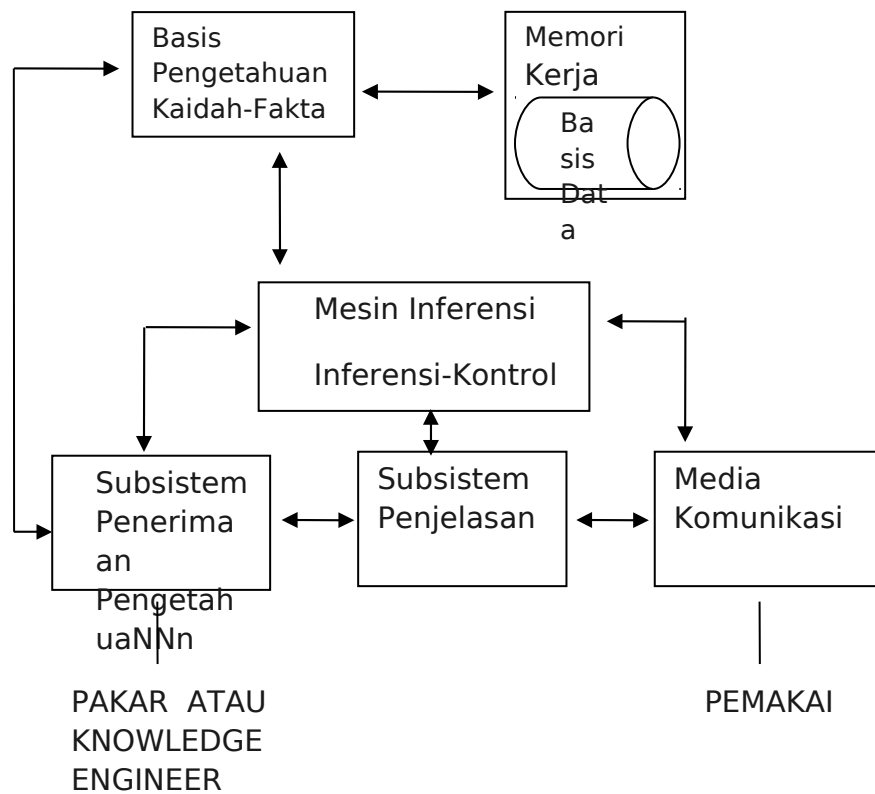 Basis
Pengetahuan
Kaidah-Fakta
Memori
Kerja
Ba
sis
Dat
a
Mesin Inferensi
Inferensi-Kontrol
Subsistem
Penerima
an
Pengetah
uaNNn
Subsistem
Penjelasan
Media
Komunikasi
PAKAR ATAU
KNOWLEDGE
ENGINEER
PEMAKAI